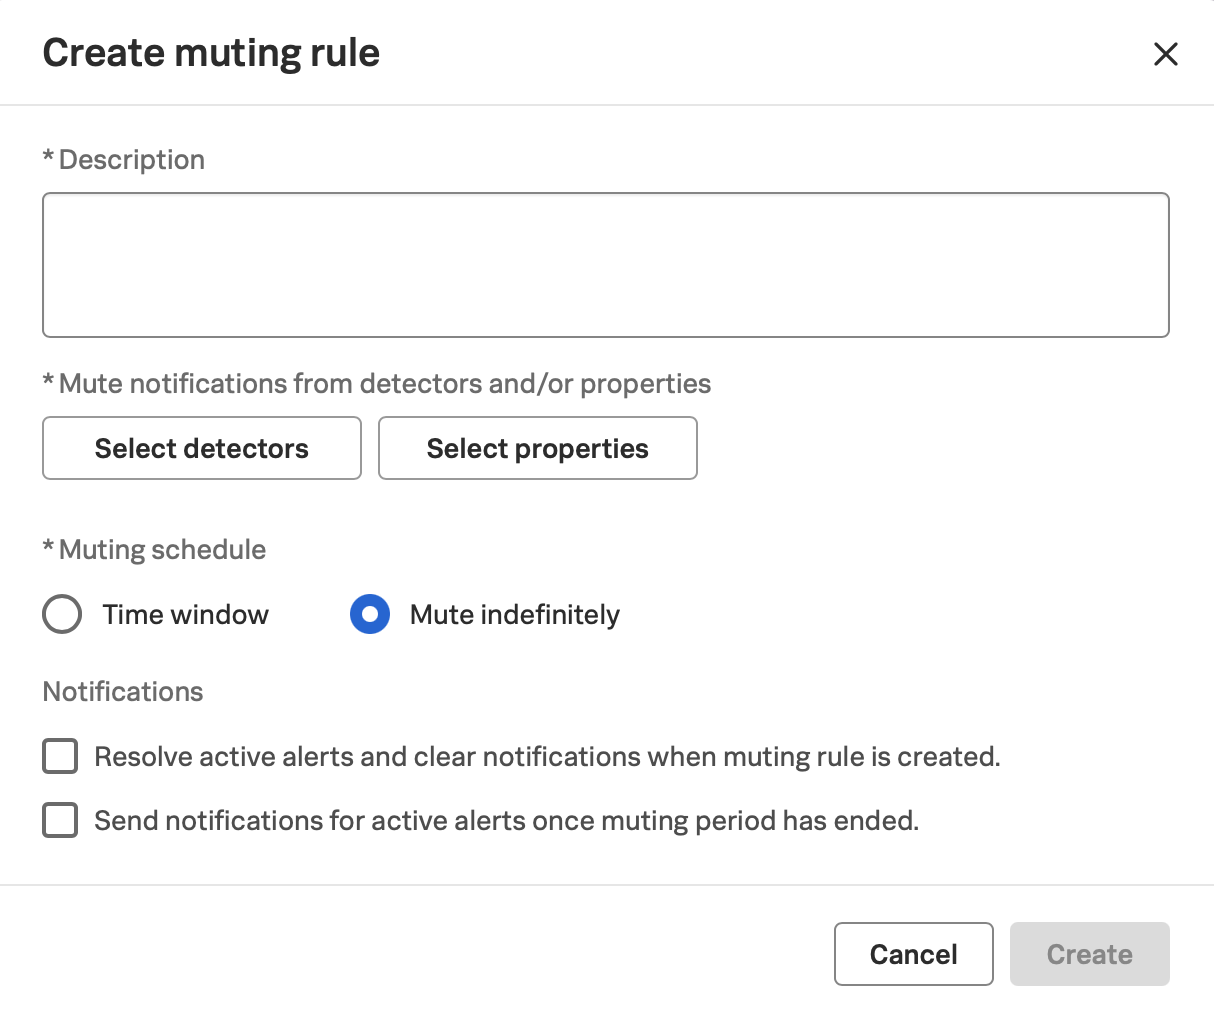 Create muting rule
* Description
* Mute notifications from detectors and/or properties
Select detectors
Select properties
* Muting schedule
Time window
Mute indefinitely
Notifications
Resolve active alerts and clear notifications when muting rule is created.
Send notifications for active alerts once muting period has ended.
Cancel
Create